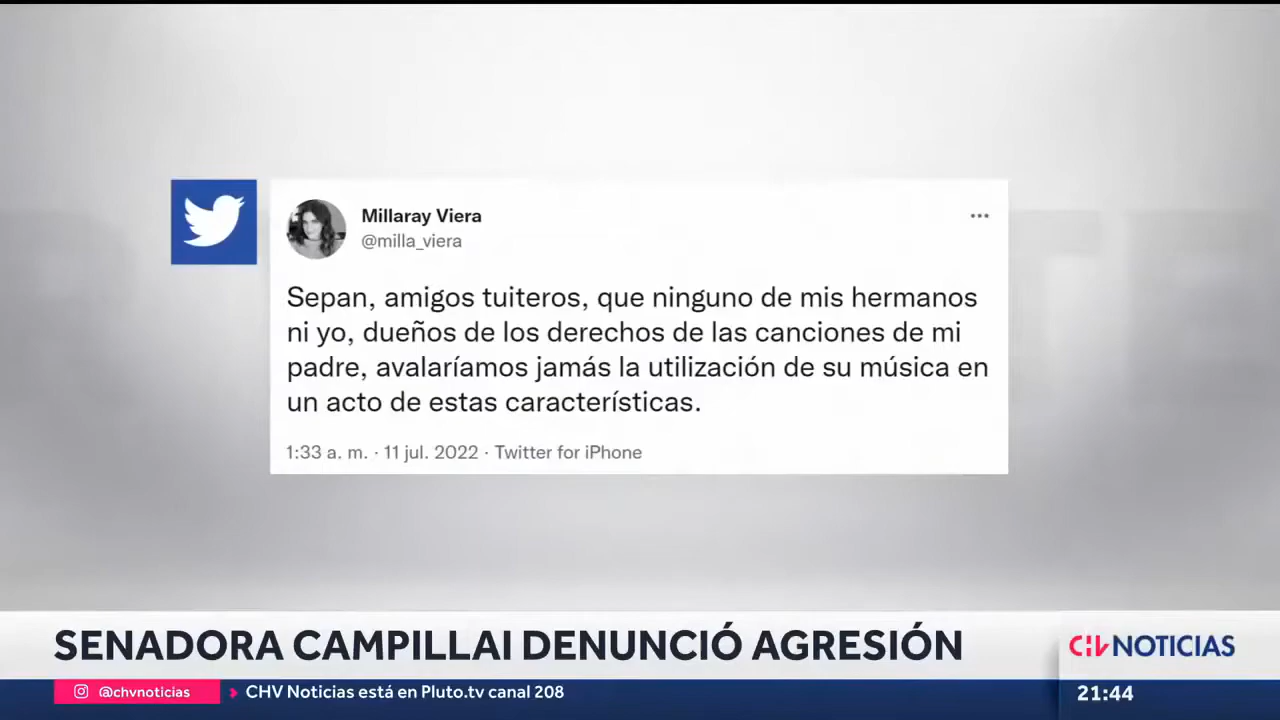 Millaray Viera
@milla_viera
Sepan, amigos tuiteros, que ninguno de mis hermanos
ni yo, dueños de los derechos de las canciones de mi
padre, avalaríamos jamás la utilización de su música en
un acto de estas características.
1:33 a. m. · 11 jul. 2022 · Twitter for iPhone
SENADORA CAMPILLAI DENUNCIÓ AGRESIÓN
CHV NOTICIAS
@chvnoticias
CHV Noticias está en Pluto.tv canal 208
21:44